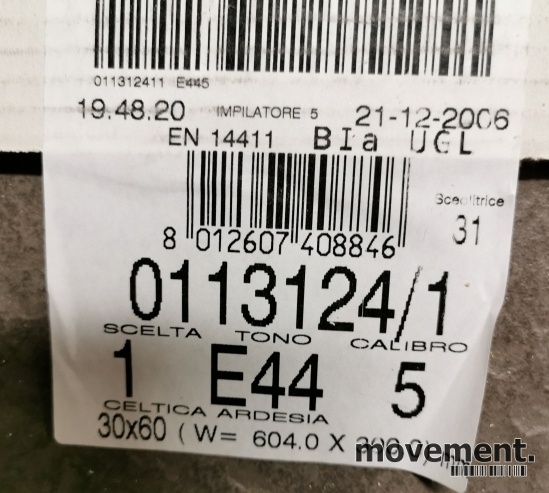 011312411 E445
19.48.20 IMPILATORE 5 21-12-2006
EN 14411 BIa UGL
Sceglitrice
31
8 012607 408846
0113124/1
SCELTA TONO CALIBRO
1 E44 5
CELTICA ARDESIA
30x60 ( W= 604.0 X
movement.